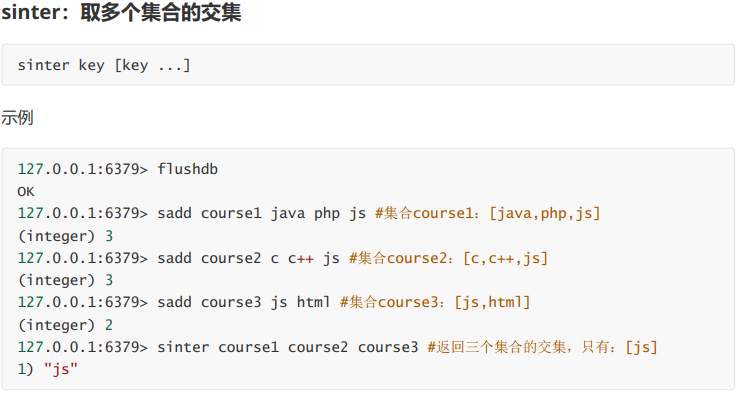 sinter：取多个集合的交集
sinter key [key ...]
示例
127.0.0.1:6379> flushdb
OK
127.0.0.1:6379> sadd course1 java php js #集合course1：[java,php,js]
(integer) 3
127.0.0.1:6379> sadd course2 c c++ js #集合course2：[c,c++,js]
(integer) 3
127.0.0.1:6379> sadd course3 js html #集合course3：[js,html]
(integer) 2
127.0.0.1:6379> sinter course1 course2 course3 #返回三个集合的交集，只有：[js]
1) "js"